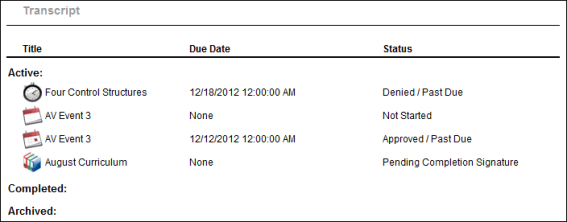 Transcript
Title Due Date Status
Active:
Four Control Structures 12/18/2012 12:00:00 AM Denied / Past Due
AV Event 3 None Not Started
AV Event 3 12/12/2012 12:00:00 AM Approved / Past Due
August Curriculum None Pending Completion Signature
Completed:
Archived: